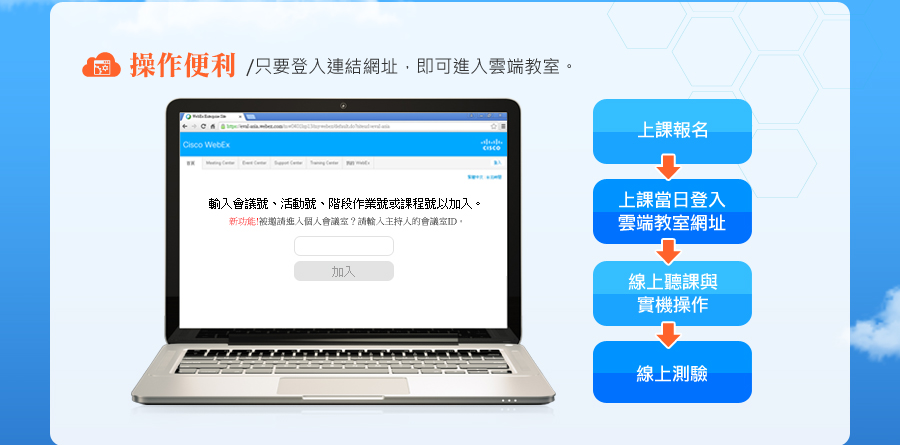 操作便利 /只要登入連結網址，即可進入雲端教室。
WebEx Enterprise Site
Cisco WebEx
CISCO
首頁 Meeting Center Event Center Support Center Training Center 我的 WebEx 登入
輸入會議號、活動號、階段作業號或課程號以加入。
新功能!被邀請進入個人會議室？請輸入主持人的會議室ID。
加入
上課報名
上課當日登入
雲端教室網址
線上聽課與
實機操作
線上測驗